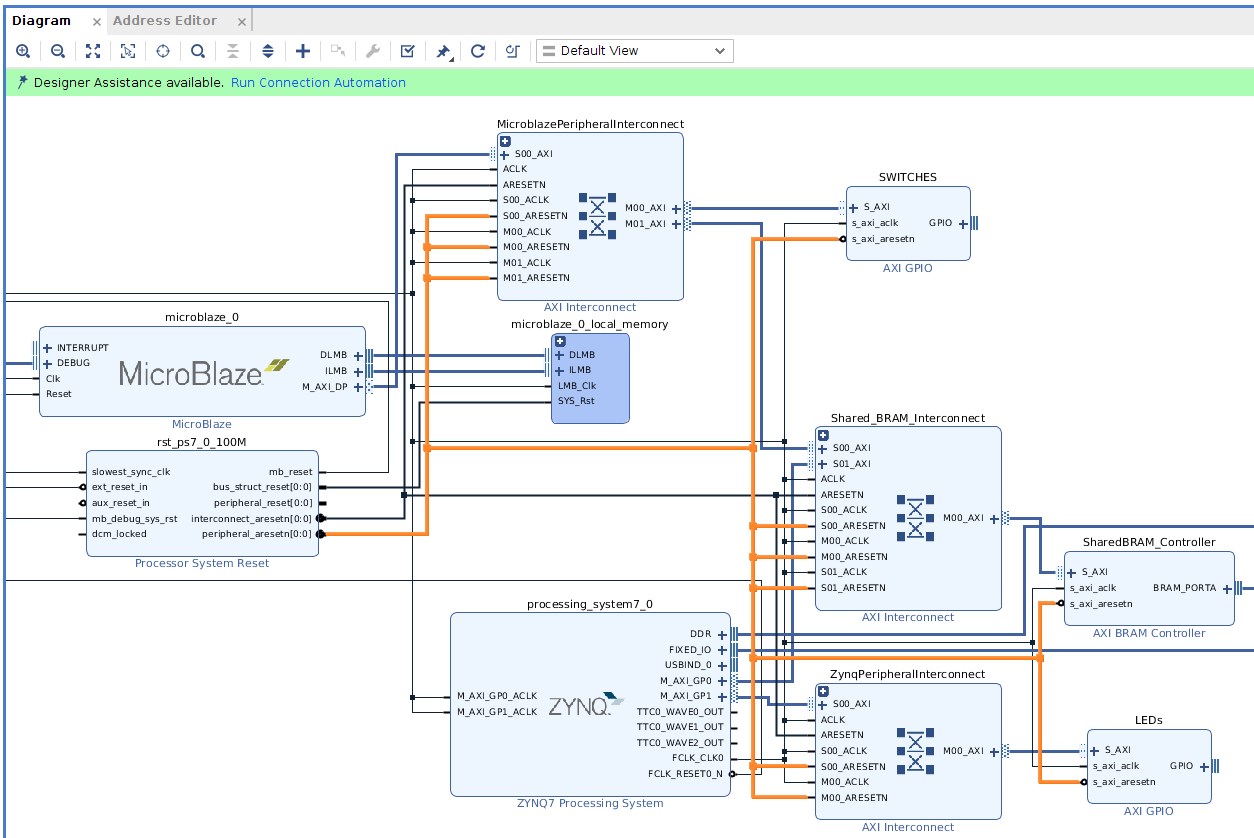 Diagram × Address Editor ×
Default View
Designer Assistance available. Run Connection Automation
MicroblazePeripheralInterconnect
S00_AXI
ACLK
ARESETN
S00_ACLK
S00_ARESETN
M00_ACLK
M00_ARESETN
M01_ACLK
M01_ARESETN
M00_AXI
M01_AXI
AXI Interconnect
SWITCHES
S_AXI
s_axi_aclk
s_axi_aresetn
GPIO
AXI GPIO
microblaze_0
INTERRUPT
DEBUG
Clk
Reset
MicroBlaze
DLMB
ILMB
M_AXI_DP
MicroBlaze
microblaze_0_local_memory
DLMB
ILMB
LMB_Clk
SYS_Rst
rst_ps7_0_100M
slowest_sync_clk
ext_reset_in
aux_reset_in
mb_debug_sys_rst
dcm_locked
mb_reset
bus_struct_reset[0:0]
peripheral_reset[0:0]
interconnect_aresetn[0:0]
peripheral_aresetn[0:0]
Processor System Reset
Shared_BRAM_Interconnect
S00_AXI
S01_AXI
ACLK
ARESETN
S00_ACLK
S00_ARESETN
M00_ACLK
M00_ARESETN
S01_ACLK
S01_ARESETN
M00_AXI
AXI Interconnect
SharedBRAM_Controller
S_AXI
s_axi_aclk
s_axi_aresetn
BRAM_PORTA
AXI BRAM Controller
processing_system7_0
M_AXI_GP0_ACLK
M_AXI_GP1_ACLK
ZYNQ
DDR
FIXED_IO
USBIND_0
M_AXI_GP0
M_AXI_GP1
TTC0_WAVE0_OUT
TTC0_WAVE1_OUT
TTC0_WAVE2_OUT
FCLK_CLK0
FCLK_RESET0_N
ZYNQ7 Processing System
ZynqPeripheralInterconnect
S00_AXI
ACLK
ARESETN
S00_ACLK
S00_ARESETN
M00_ACLK
M00_ARESETN
M00_AXI
AXI Interconnect
LEDs
S_AXI
s_axi_aclk
s_axi_aresetn
GPIO
AXI GPIO